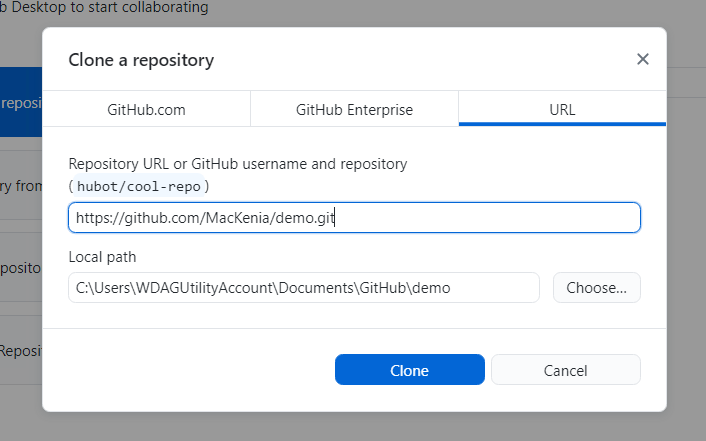 b Desktop to start collaborating
Clone a repository
GitHub.com
GitHub Enterprise
URL
reposi
Repository URL or GitHub username and repository
(hubot/cool-repo)
ry from
https://github.com/MacKenia/demo.git
Local path
eposito
C:\Users\WDAGUtilityAccount\Documents\GitHub\demo
Choose...
Reposit
Clone
Cancel